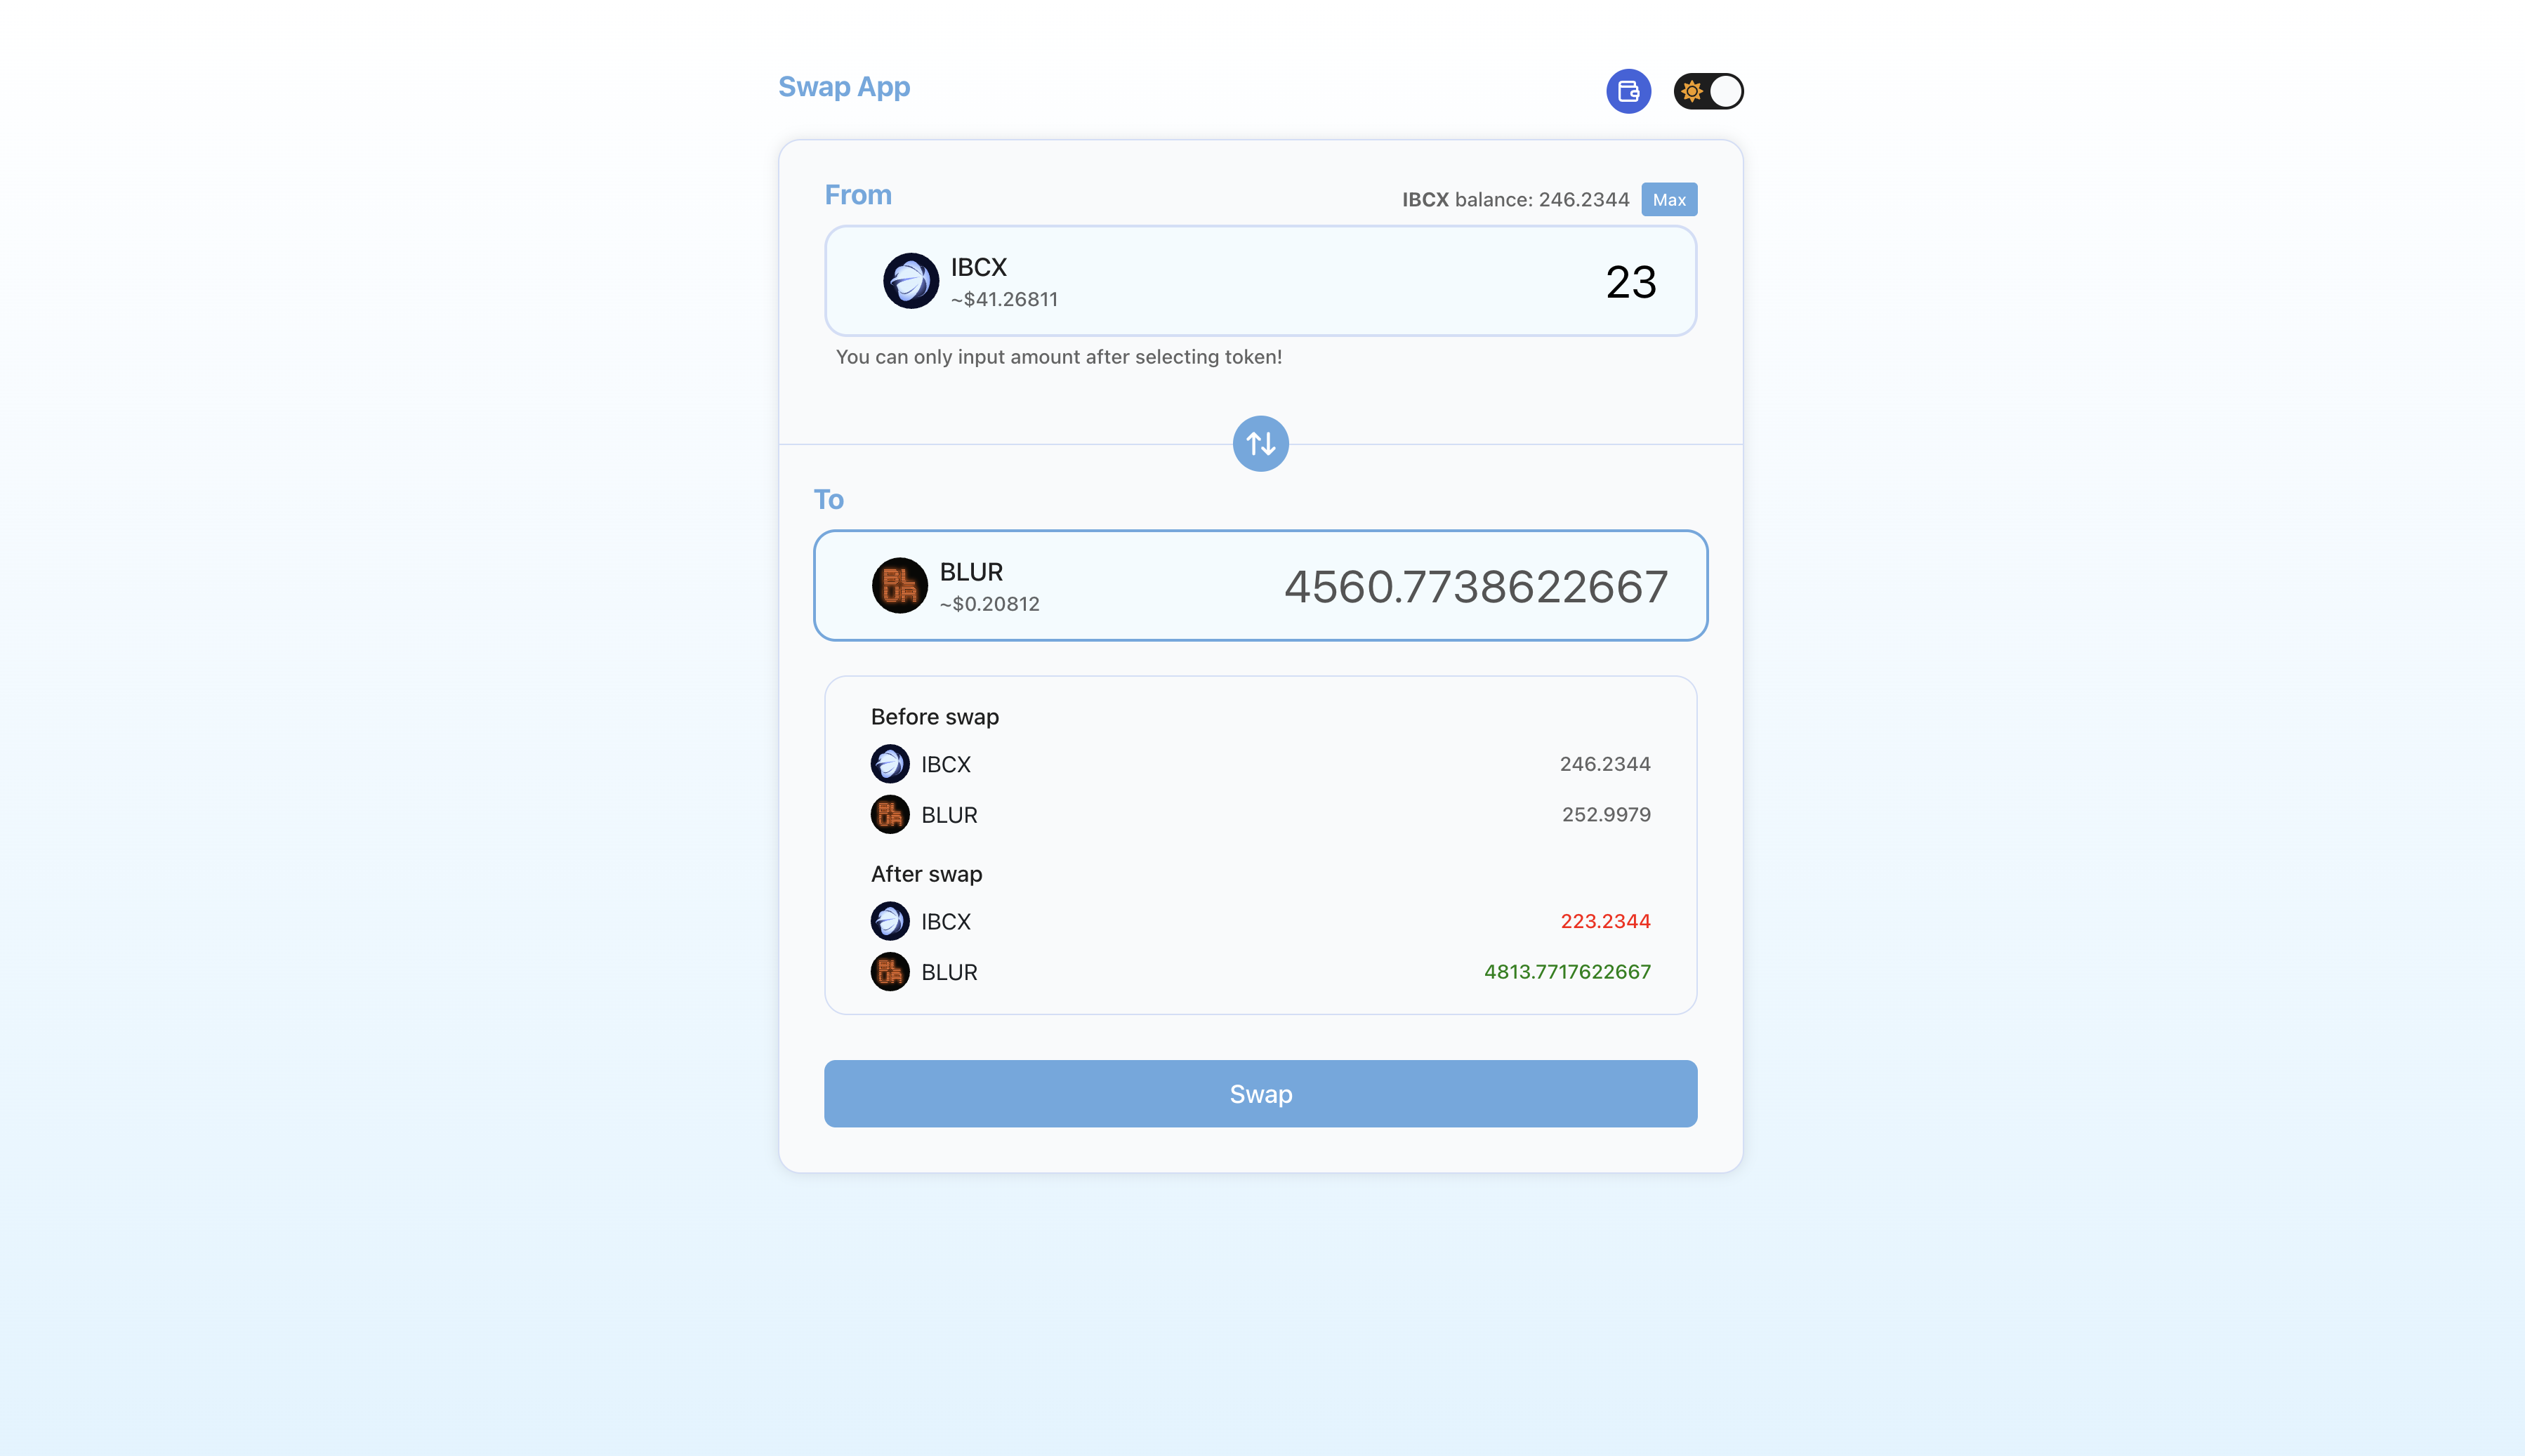 Swap App
From
IBCX balance: 246.2344 Max
IBCX
~$41.26811
23
You can only input amount after selecting token!
To
BLUR
~$0.20812
4560.7738622667
Before swap
IBCX 246.2344
BLUR 252.9979
After swap
IBCX 223.2344
BLUR 4813.7717622667
Swap